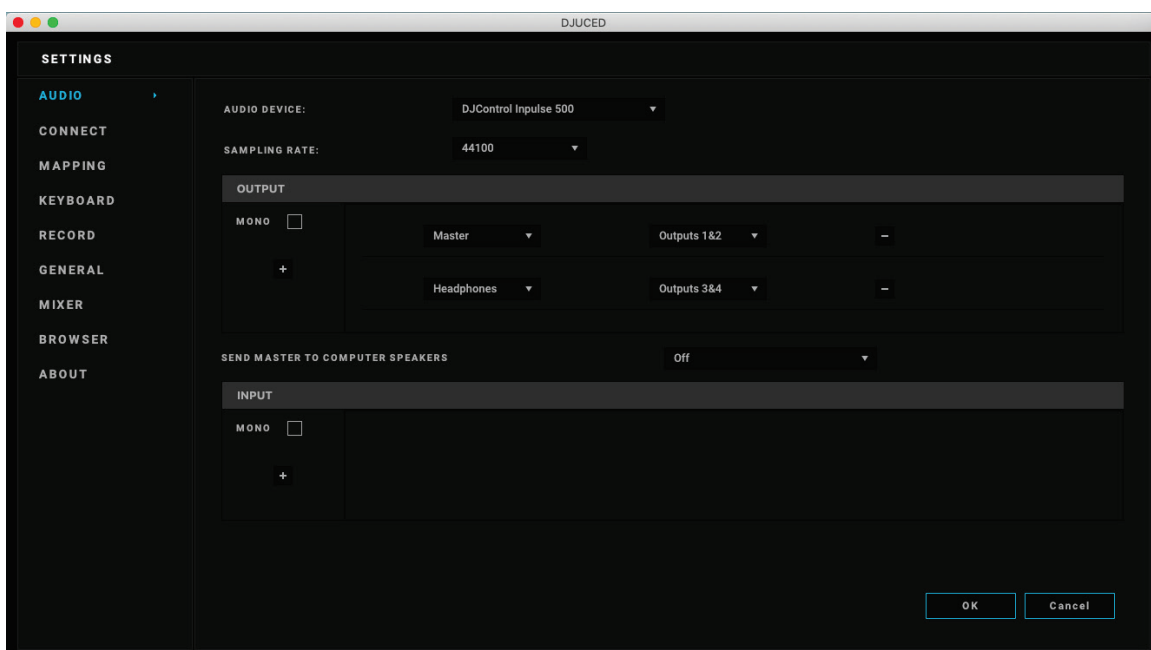 DJUCED
SETTINGS
AUDIO
CONNECT
MAPPING
KEYBOARD
RECORD
GENERAL
MIXER
BROWSER
ABOUT
AUDIO DEVICE: DJControl Inpulse 500
SAMPLING RATE: 44100
OUTPUT
MONO
+
Master Outputs 1&2 –
Headphones Outputs 3&4 –
SEND MASTER TO COMPUTER SPEAKERS Off
INPUT
MONO
+
OK Cancel